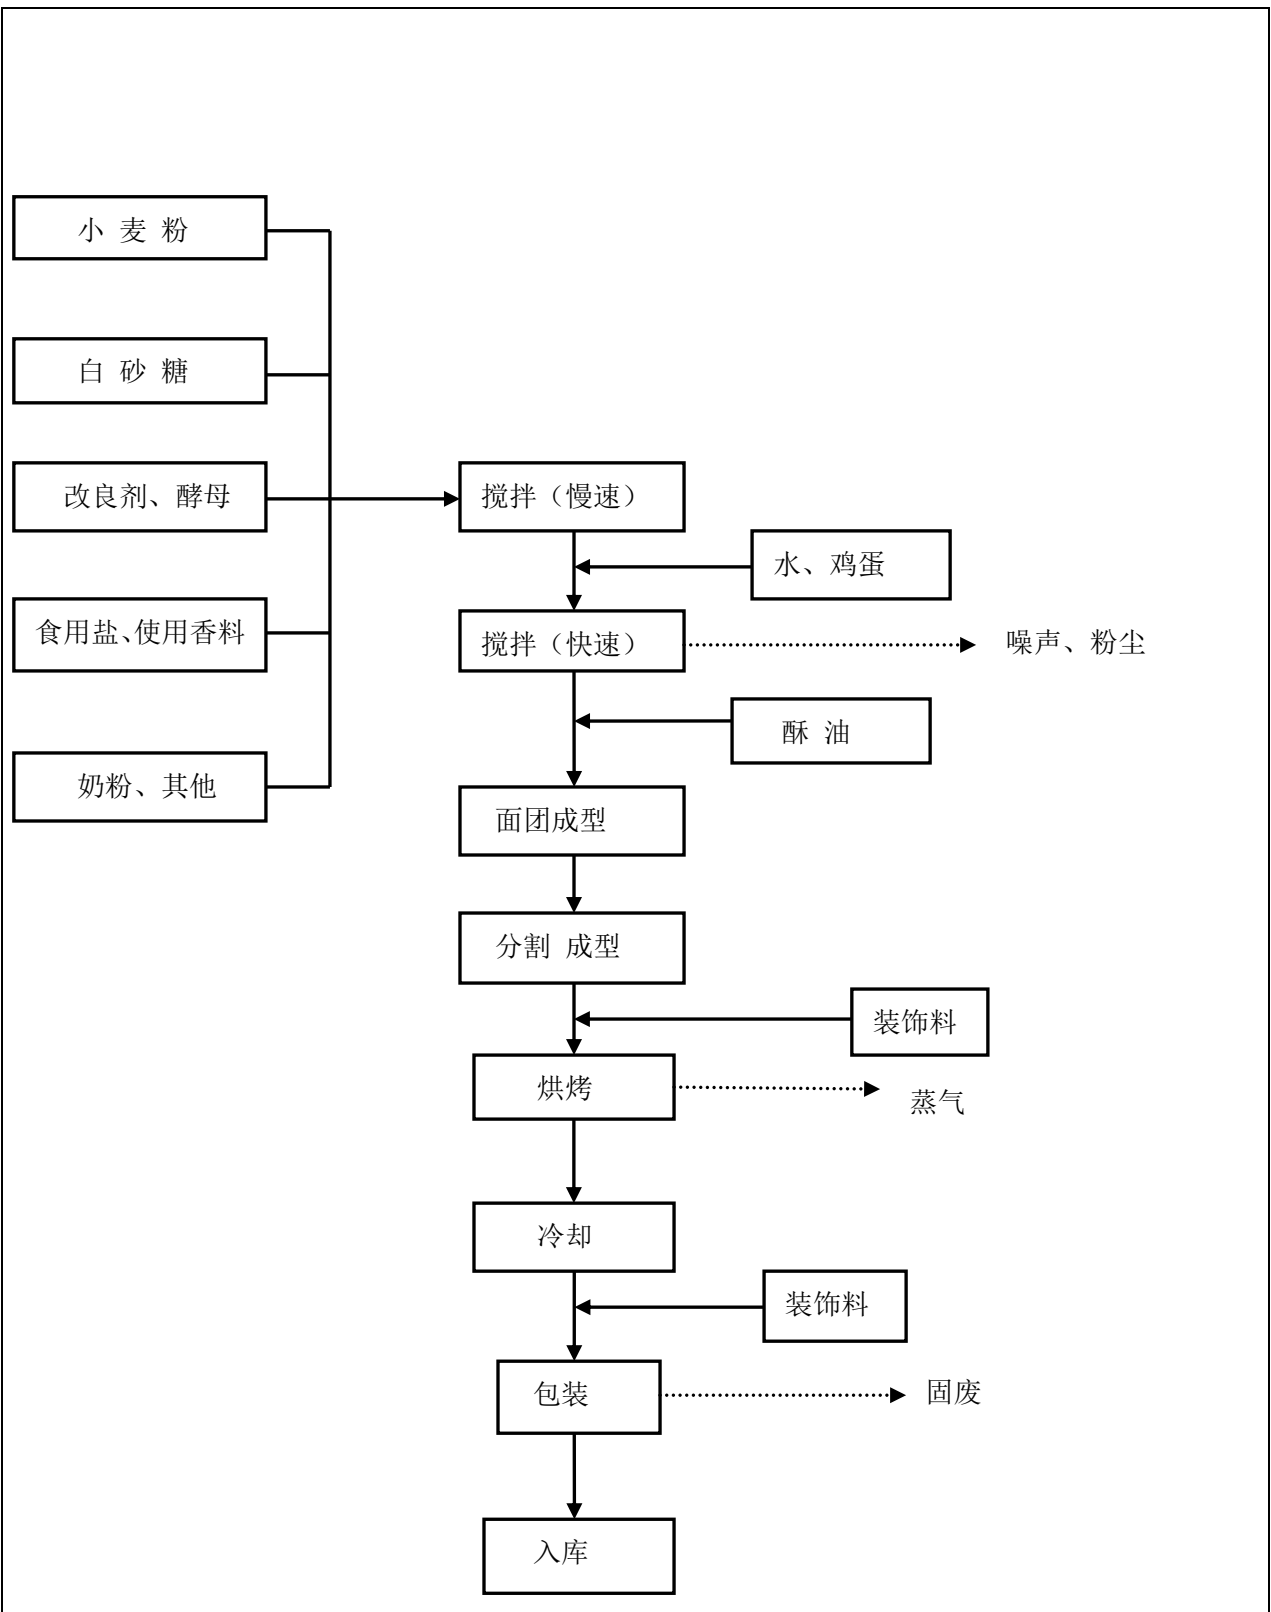 小 麦 粉
白 砂 糖
改良剂、酵母
食用盐、使用香料
奶粉、其他
搅拌（慢速）
水、鸡蛋
搅拌（快速）
噪声、粉尘
酥 油
面团成型
分割 成型
装饰料
烘烤
蒸气
冷却
装饰料
包装
固废
入库